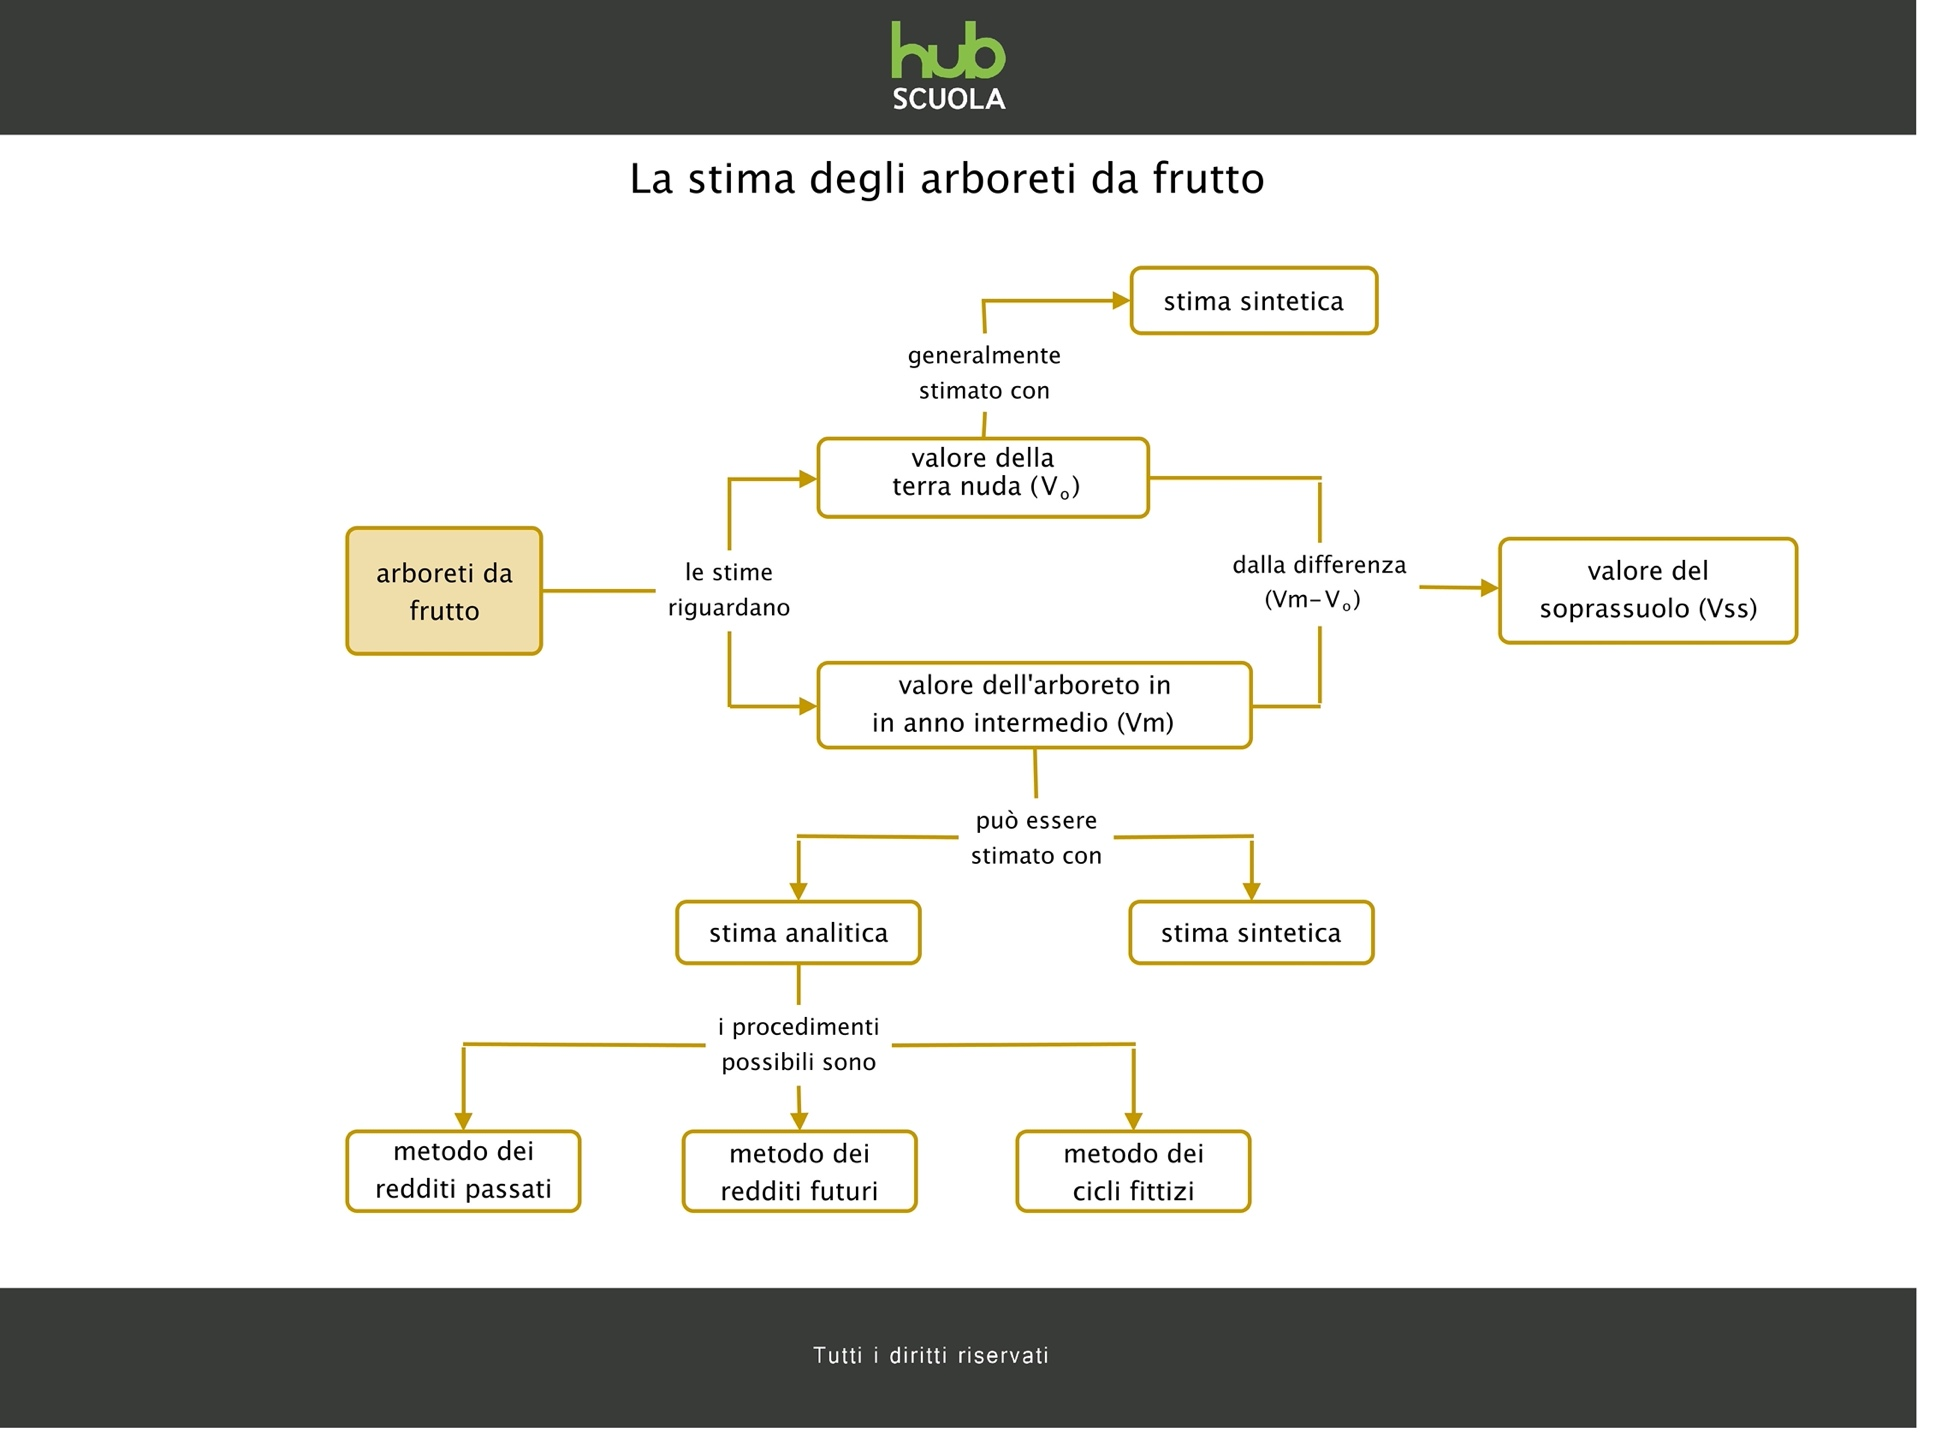 hub
SCUOLA
La stima degli arboreti da frutto
stima sintetica
generalmente
stimato con
valore della
terra nuda (Vₒ)
arboreti da
frutto
le stime
riguardano
dalla differenza
(Vm-Vₒ)
valore del
soprassuolo (Vss)
valore dell'arboreto in
in anno intermedio (Vm)
può essere
stimato con
stima analitica
stima sintetica
i procedimenti
possibili sono
metodo dei
redditi passati
metodo dei
redditi futuri
metodo dei
cicli fittizi
Tutti i diritti riservati